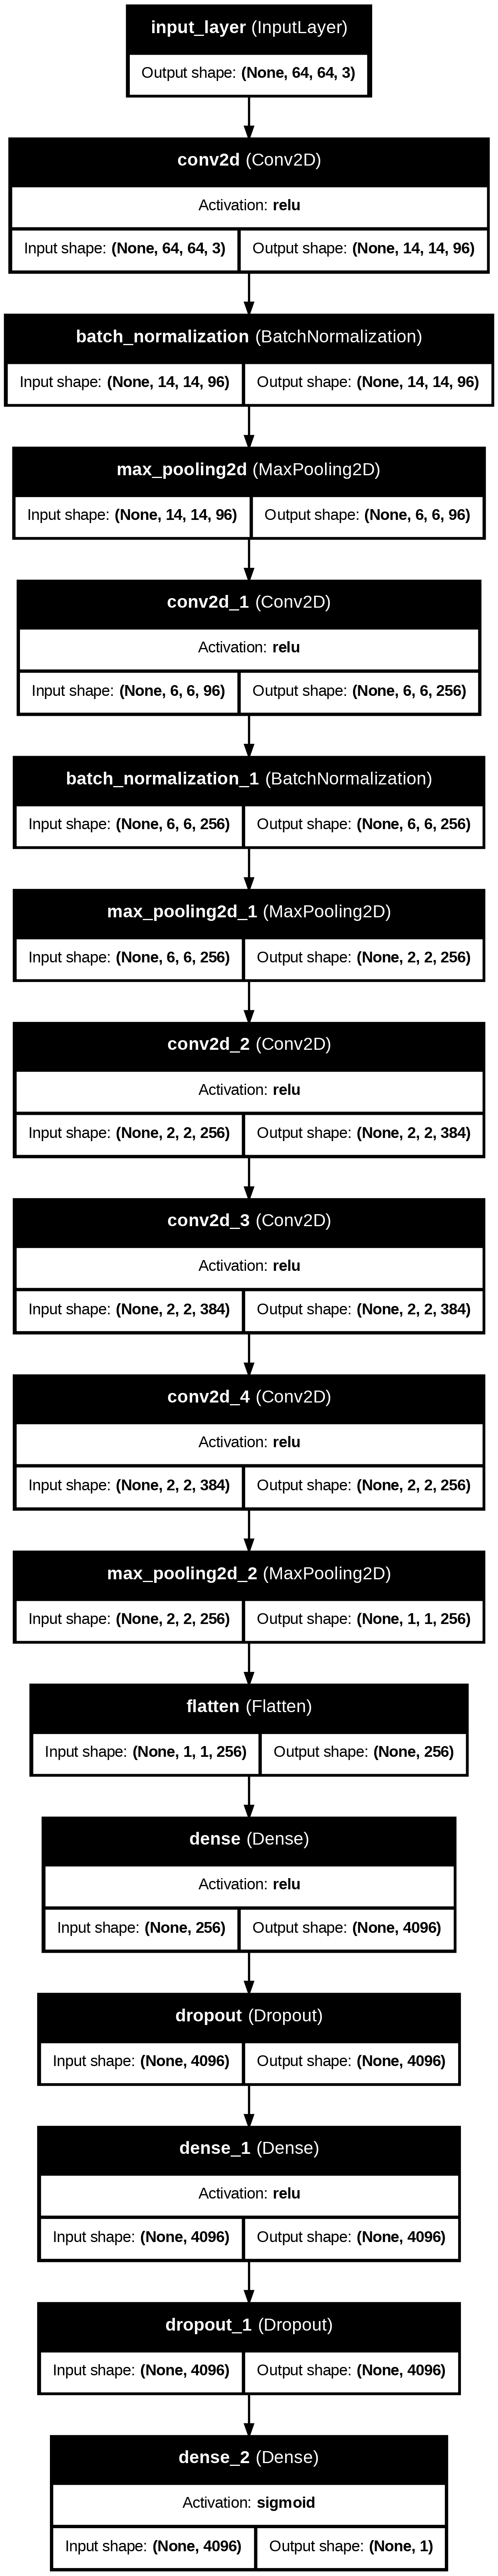 input_layer (InputLayer)
Output shape: (None, 64, 64, 3)
conv2d (Conv2D)
Activation: relu
Input shape: (None, 64, 64, 3) Output shape: (None, 14, 14, 96)
batch_normalization (BatchNormalization)
Input shape: (None, 14, 14, 96) Output shape: (None, 14, 14, 96)
max_pooling2d (MaxPooling2D)
Input shape: (None, 14, 14, 96) Output shape: (None, 6, 6, 96)
conv2d_1 (Conv2D)
Activation: relu
Input shape: (None, 6, 6, 96) Output shape: (None, 6, 6, 256)
batch_normalization_1 (BatchNormalization)
Input shape: (None, 6, 6, 256) Output shape: (None, 6, 6, 256)
max_pooling2d_1 (MaxPooling2D)
Input shape: (None, 6, 6, 256) Output shape: (None, 2, 2, 256)
conv2d_2 (Conv2D)
Activation: relu
Input shape: (None, 2, 2, 256) Output shape: (None, 2, 2, 384)
conv2d_3 (Conv2D)
Activation: relu
Input shape: (None, 2, 2, 384) Output shape: (None, 2, 2, 384)
conv2d_4 (Conv2D)
Activation: relu
Input shape: (None, 2, 2, 384) Output shape: (None, 2, 2, 256)
max_pooling2d_2 (MaxPooling2D)
Input shape: (None, 2, 2, 256) Output shape: (None, 1, 1, 256)
flatten (Flatten)
Input shape: (None, 1, 1, 256) Output shape: (None, 256)
dense (Dense)
Activation: relu
Input shape: (None, 256) Output shape: (None, 4096)
dropout (Dropout)
Input shape: (None, 4096) Output shape: (None, 4096)
dense_1 (Dense)
Activation: relu
Input shape: (None, 4096) Output shape: (None, 4096)
dropout_1 (Dropout)
Input shape: (None, 4096) Output shape: (None, 4096)
dense_2 (Dense)
Activation: sigmoid
Input shape: (None, 4096) Output shape: (None, 1)